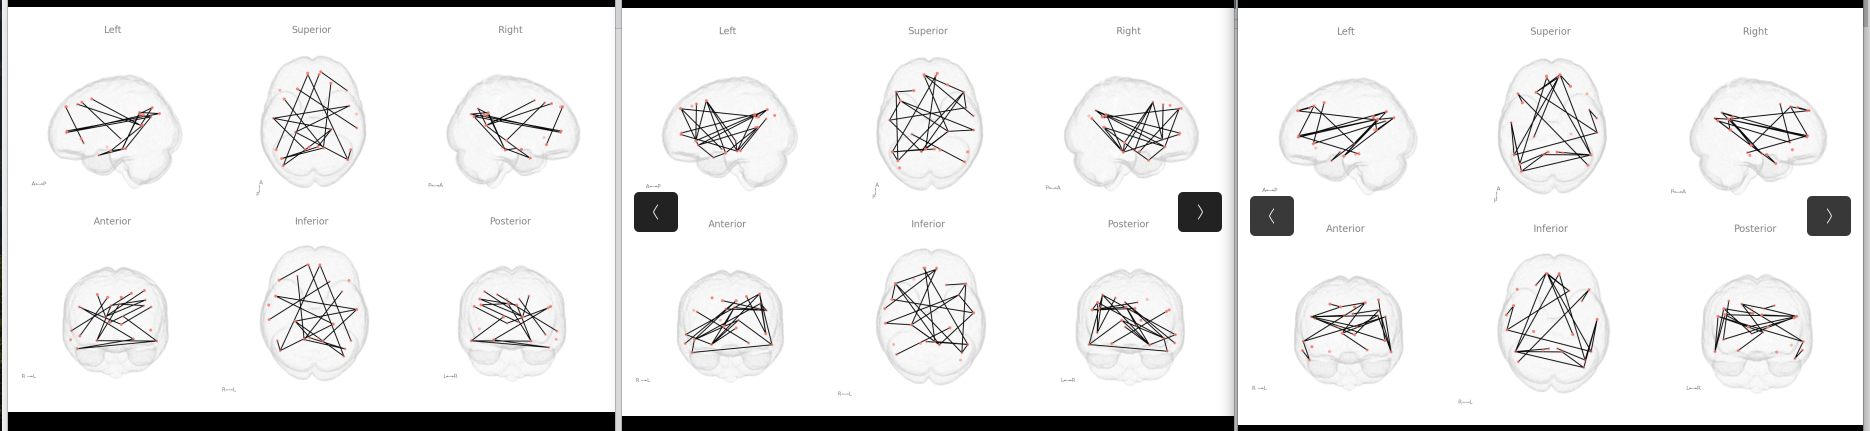 Left Superior Right
A←→P A P P←→A
Anterior Inferior Posterior
R←→L R←→L L←→R
Left Superior Right
A←→P A P P←→A
Anterior Inferior Posterior
R←→L R←→L L←→R
Left Superior Right
A←→P A P P←→A
Anterior Inferior Posterior
R←→L R←→L L←→R